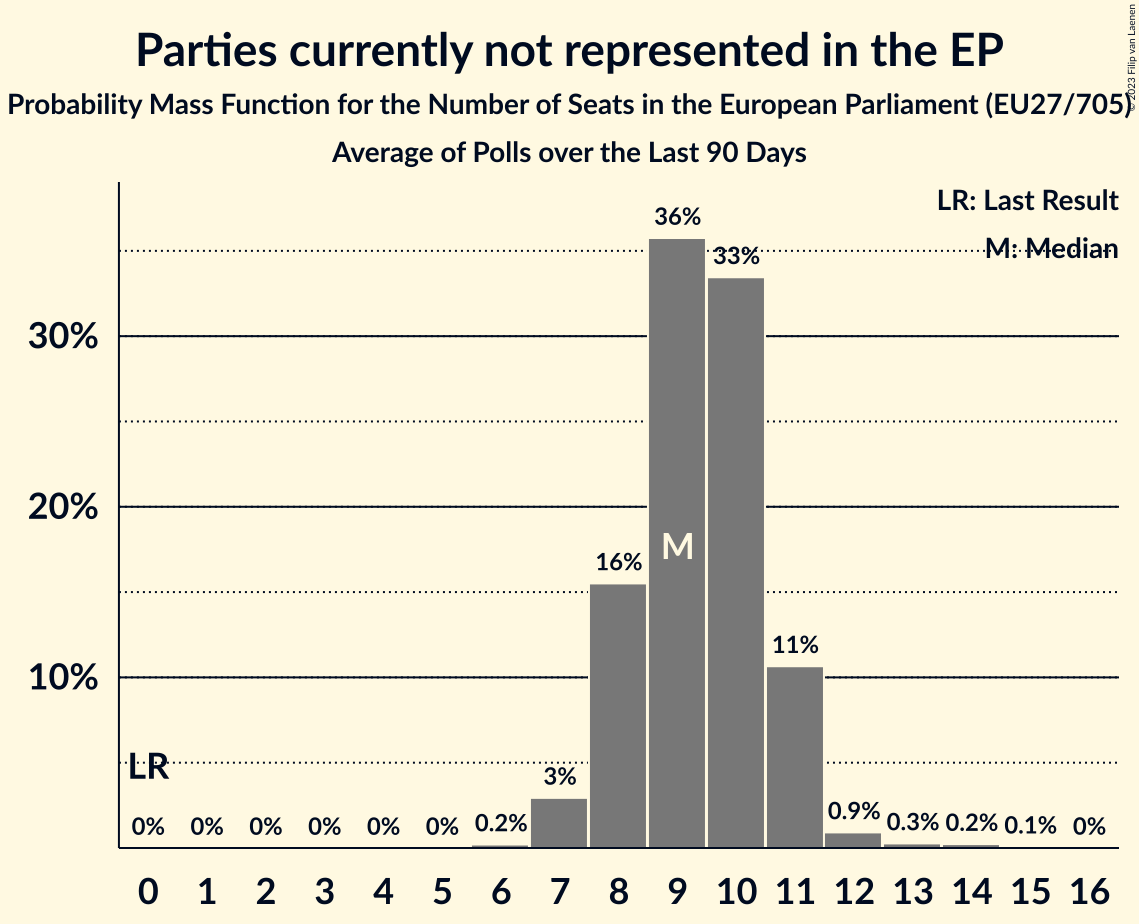 Parties currently not represented in the EP
Probability Mass Function for the Number of Seats in the European Parliament (EU27/705)
Average of Polls over the Last 90 Days
© 2023 Filip van Laenen
LR: Last Result
M: Median
36%
33%
30%
20%
16%
M
11%
10%
LR
3%
0% 0% 0% 0% 0% 0% 0.2% 0.9% 0.3% 0.2% 0.1% 0%
0 1 2 3 4 5 6 7 8 9 10 11 12 13 14 15 16